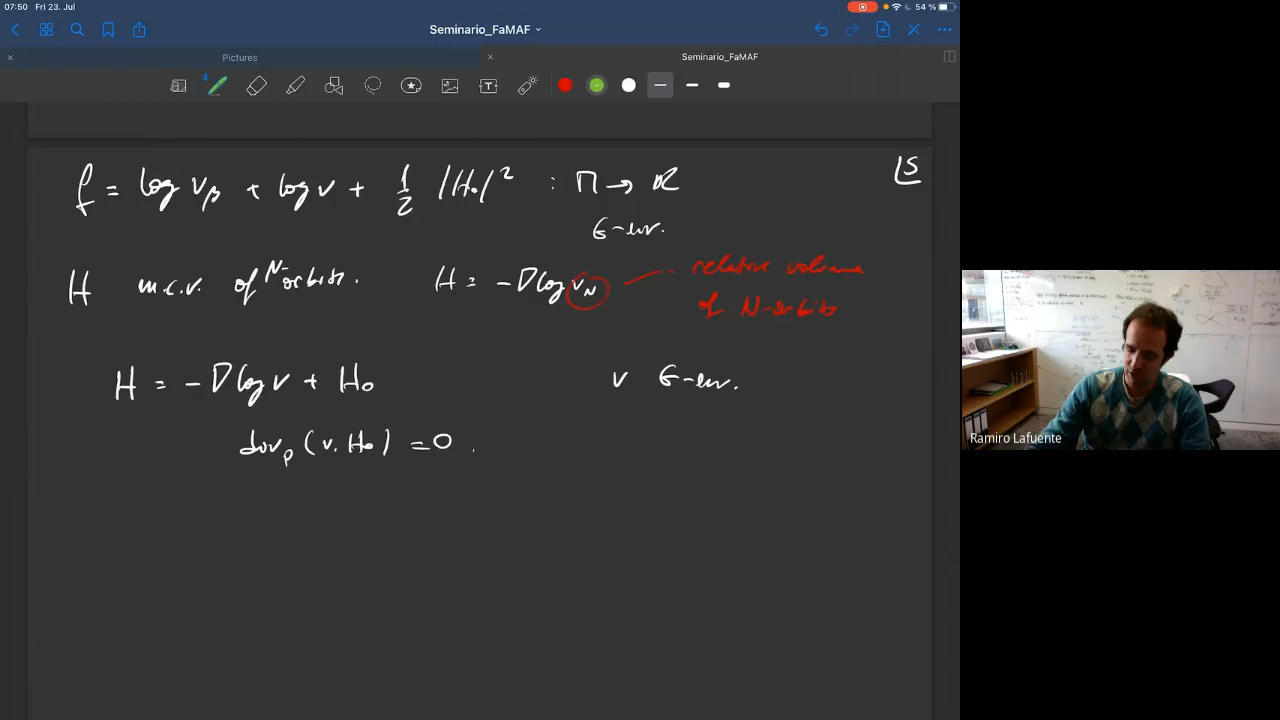 07:50 Fri 23. Jul
54 %
Seminario_FaMAF
Pictures
Seminario_FaMAF
15
f = log v_β + log v + 1/2 |H₀|² : M → ℝ
G-inv.
H m.c.v. of N-orbits. H = -∇log v_N relative volume
of N-orbits
H = -∇log v + H₀ v G-inv.
div_β (v. H₀) = 0.
Ramiro Lafuente